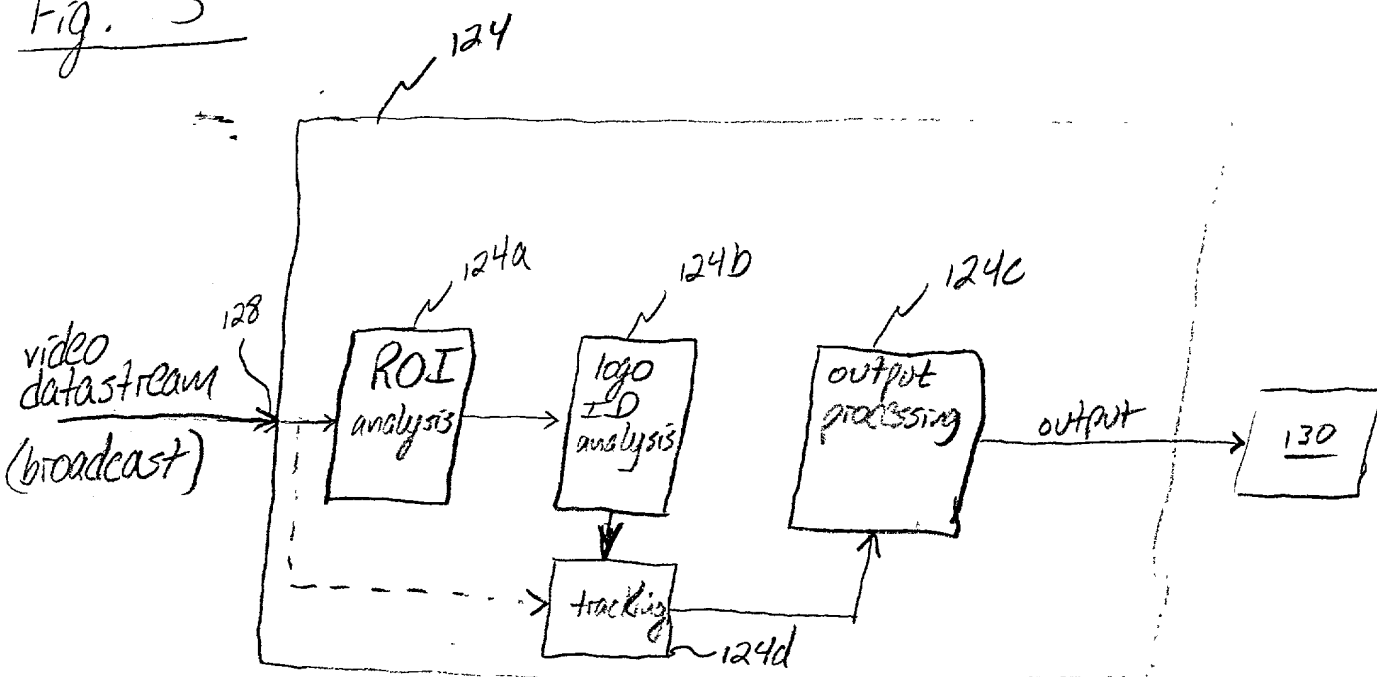 Fig. 3
124
124a
124b
124c
128
video
datastream
(broadcast)
ROI
analysis
logo
ID
analysis
output
processing
output
130
tracking
124d